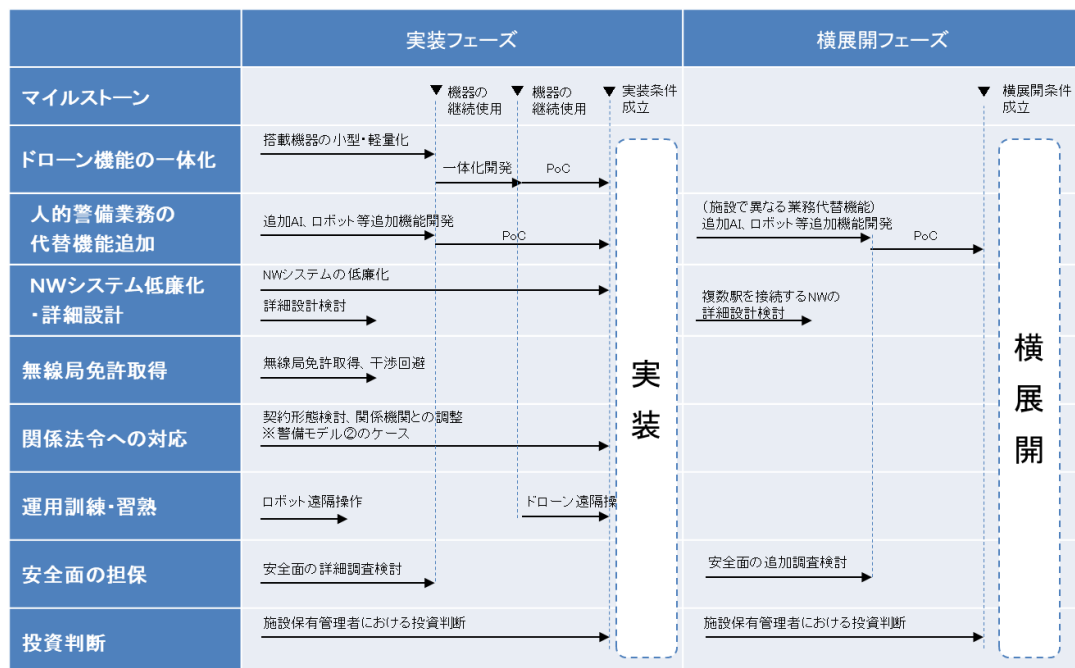 実装フェーズ
横展開フェーズ
マイルストーン
▼ 機器の
継続使用
▼ 機器の
継続使用
▼ 実装条件
成立
▼ 横展開条件
成立
ドローン機能の一体化
搭載機器の小型・軽量化
一体化開発
PoC
人的警備業務の
代替機能追加
追加AI、ロボット等追加機能開発
PoC
(施設で異なる業務代替機能)
追加AI、ロボット等追加機能開発
PoC
NWシステム低廉化
・詳細設計
NWシステムの低廉化
詳細設計検討
複数駅を接続するNWの
詳細設計検討
無線局免許取得
無線局免許取得、干渉回避
関係法令への対応
契約形態検討、関係機関との調整
※警備モデル②のケース
運用訓練・習熟
ロボット遠隔操作
ドローン遠隔操
安全面の担保
安全面の詳細調査検討
安全面の追加調査検討
投資判断
施設保有管理者における投資判断
施設保有管理者における投資判断
実装
横展開